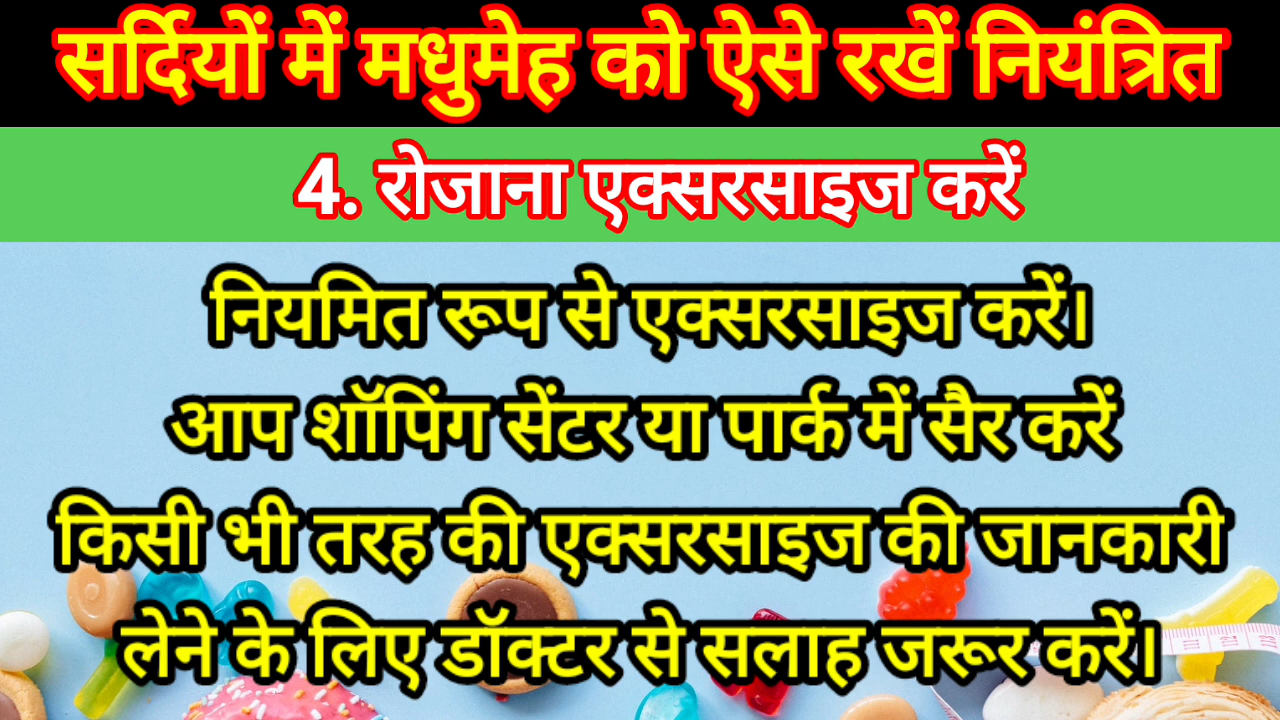 सर्दियों में मधुमेह को ऐसे रखें नियंत्रित
4. रोजाना एक्सरसाइज करें
नियमित रूप से एक्सरसाइज करें।
आप शॉपिंग सेंटर या पार्क में सैर करें
किसी भी तरह की एक्सरसाइज की जानकारी
लेने के लिए डॉक्टर से सलाह जरूर करें।